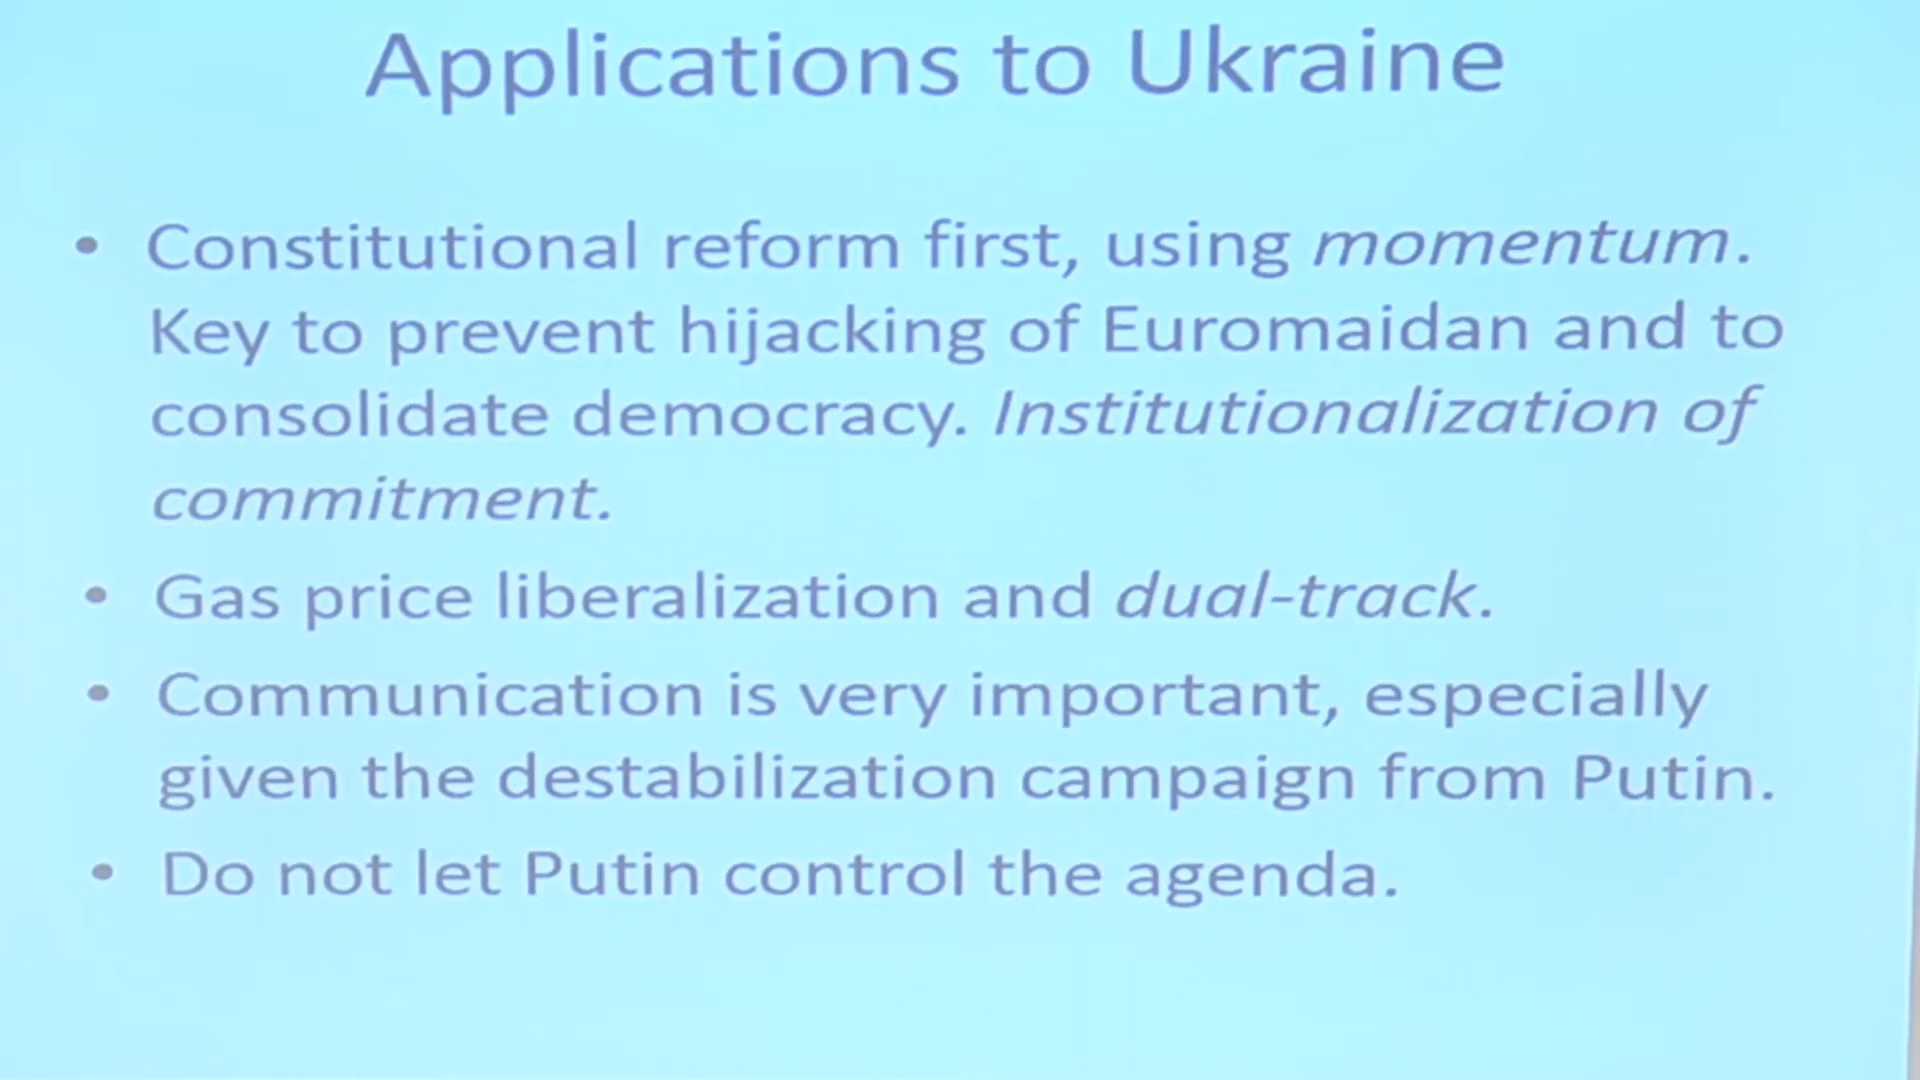 Applications to Ukraine
• Constitutional reform first, using momentum.
Key to prevent hijacking of Euromaidan and to
consolidate democracy. Institutionalization of
commitment.
• Gas price liberalization and dual-track.
• Communication is very important, especially
given the destabilization campaign from Putin.
• Do not let Putin control the agenda.